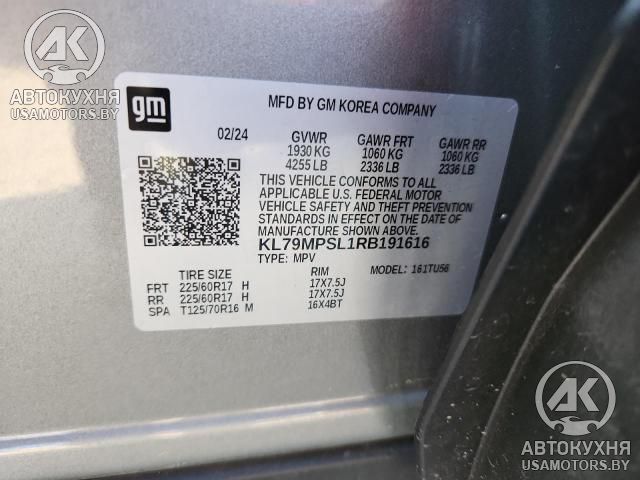 AK
АВТОКУХНЯ
USAMOTORS.BY
gm
MFD BY GM KOREA COMPANY
02/24 GVWR GAWR FRT GAWR RR
1930 KG 1060 KG 1060 KG
4255 LB 2336 LB 2336 LB
THIS VEHICLE CONFORMS TO ALL
APPLICABLE U.S. FEDERAL MOTOR
VEHICLE SAFETY AND THEFT PREVENTION
STANDARDS IN EFFECT ON THE DATE OF
MANUFACTURE SHOWN ABOVE.
KL79MPSL1RB191616
TYPE: MPV MODEL: 161TU56
TIRE SIZE RIM
FRT 225/60R17 H 17X7.5J
RR 225/60R17 H 17X7.5J
SPA T125/70R16 M 16X4BT
AK
АВТОКУХНЯ
USAMOTORS.BY